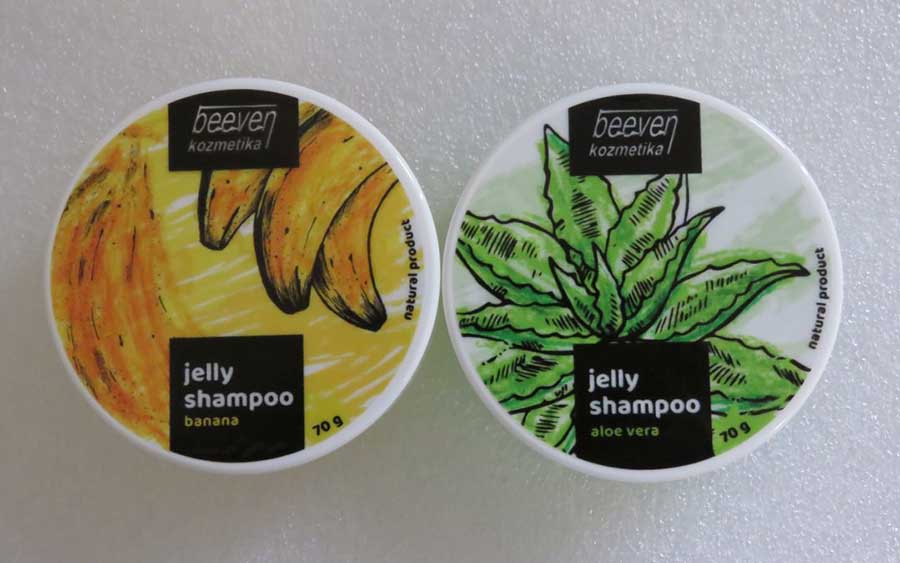 beeven
kozmetika
natural product
jelly
shampoo
banana
70 g
beeven
kozmetika
natural product
jelly
shampoo
aloe vera
70 g